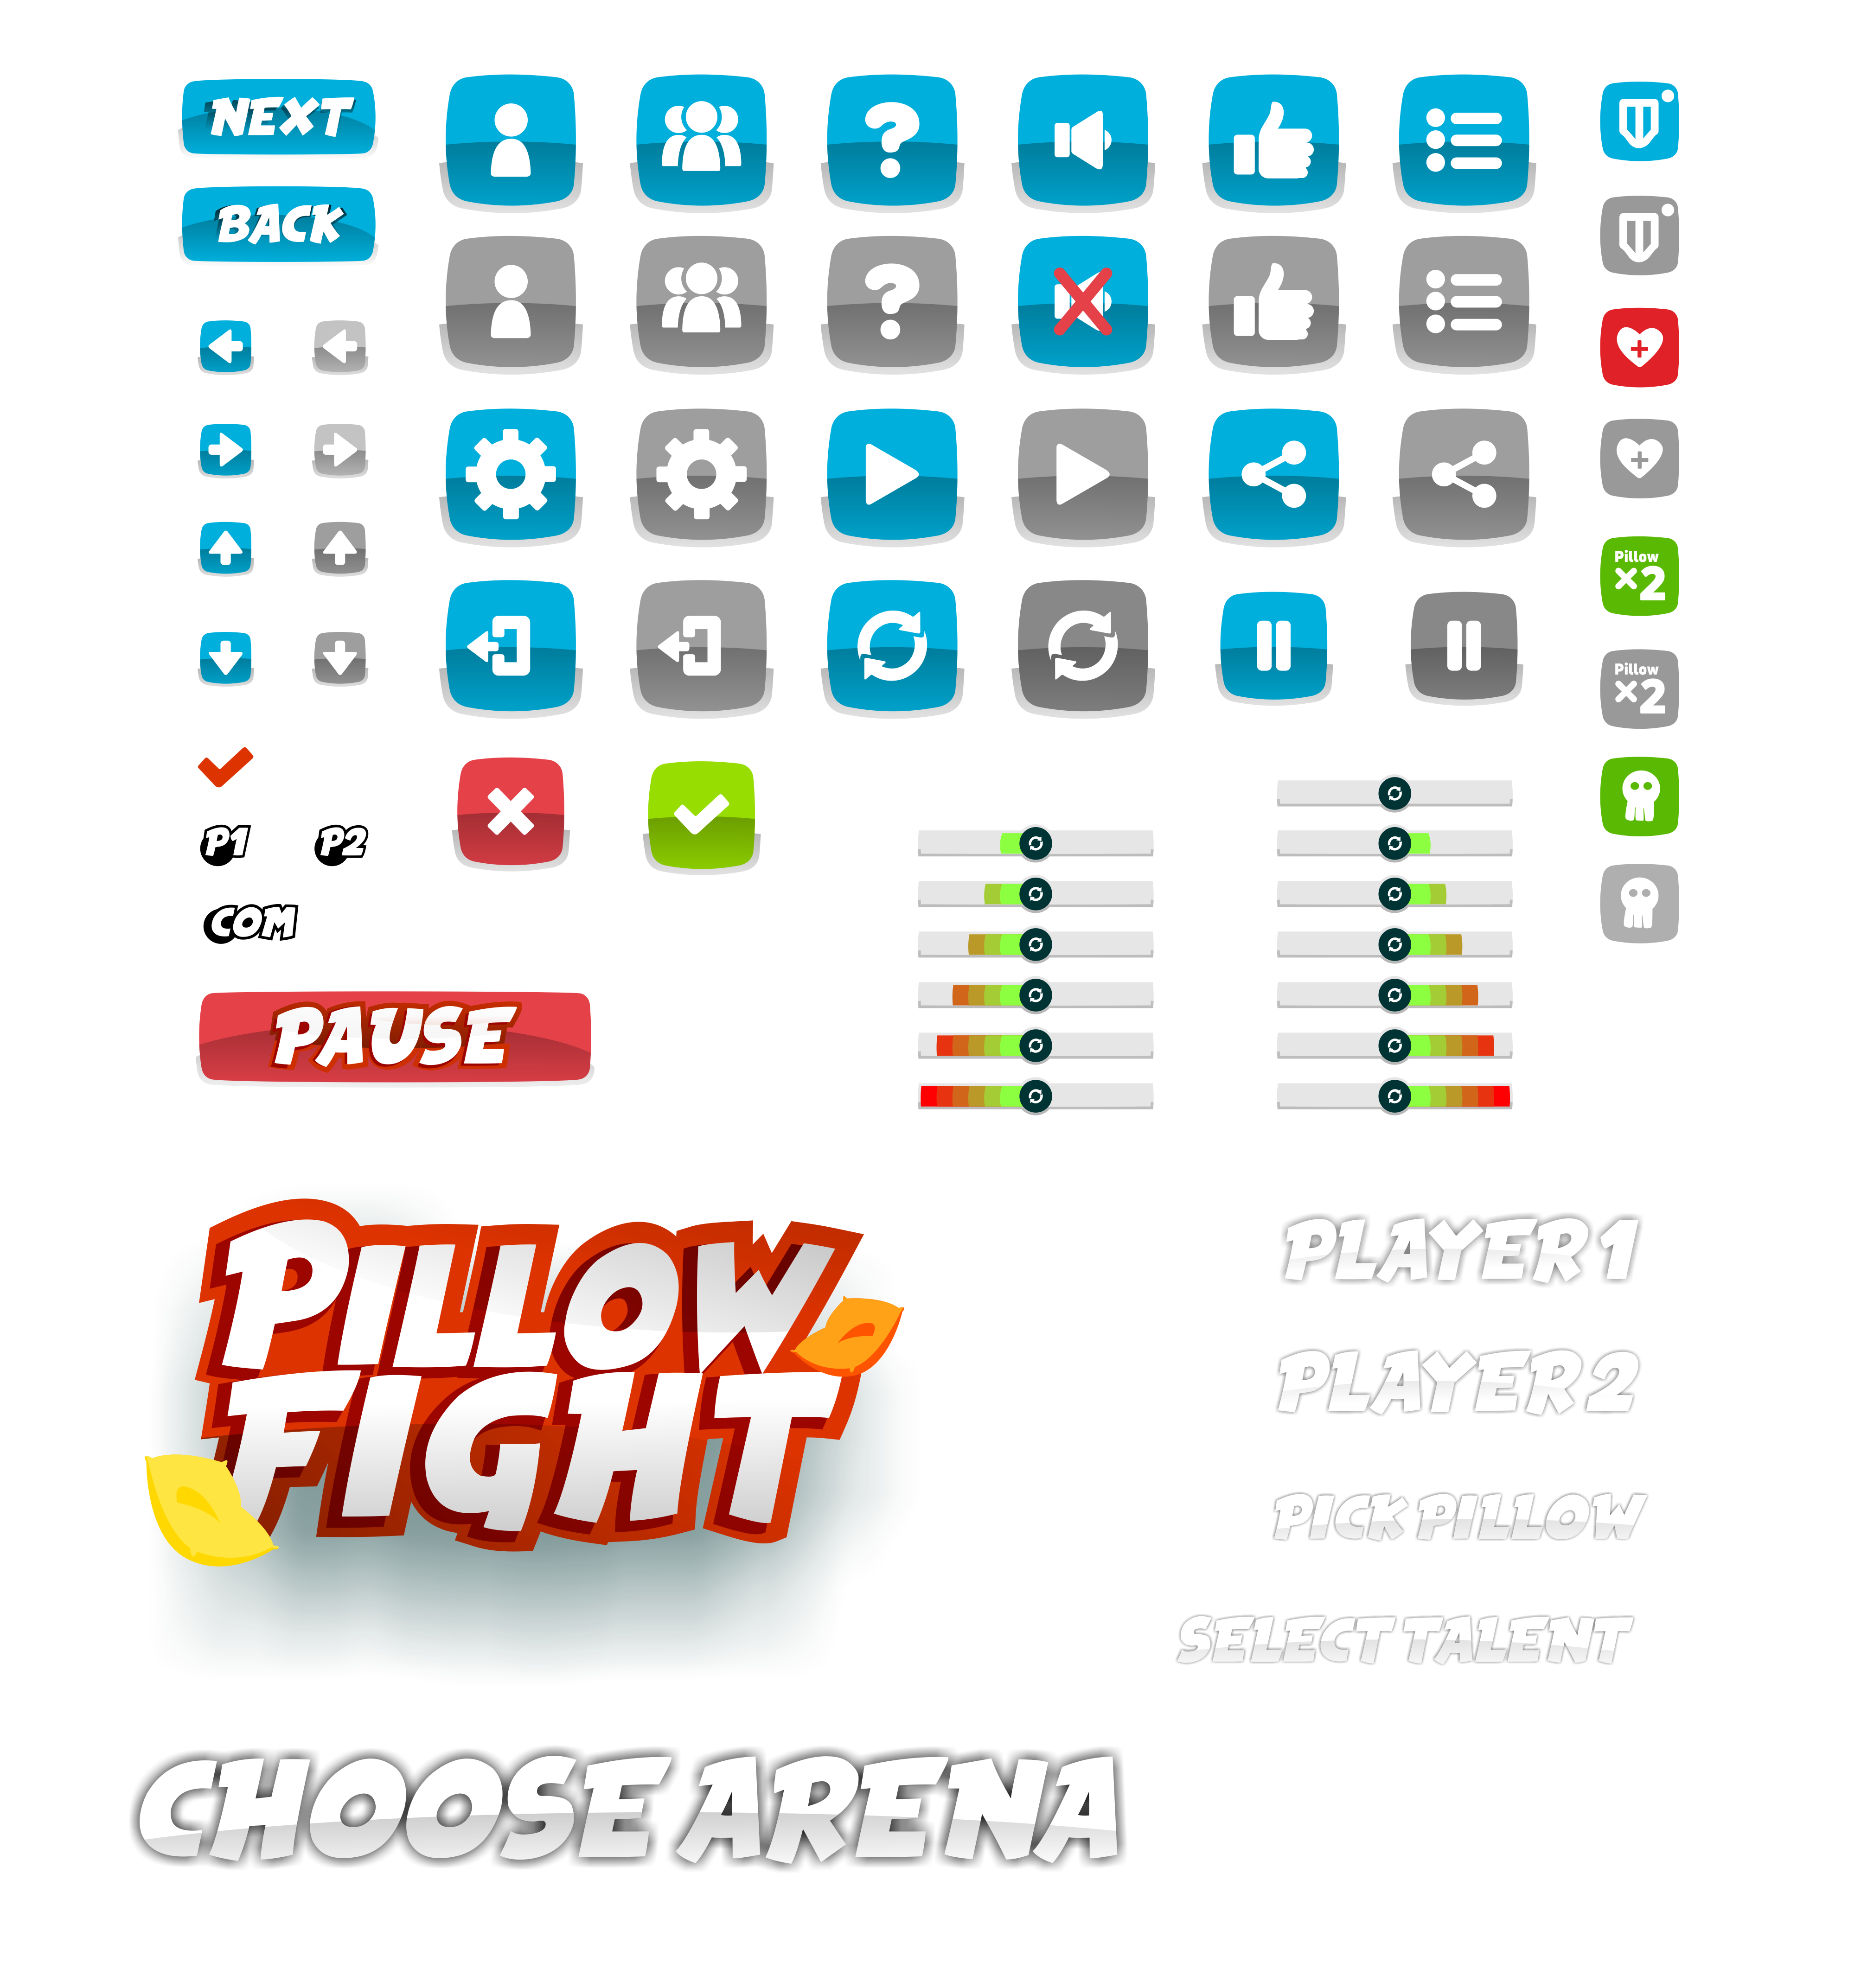 NEXT
BACK
?
?
Pillow
×2
Pillow
×2
P1
P2
COM
PAUSE
PILLOW
FIGHT
PLAYER 1
PLAYER 2
PICK PILLOW
SELECT TALENT
CHOOSE ARENA